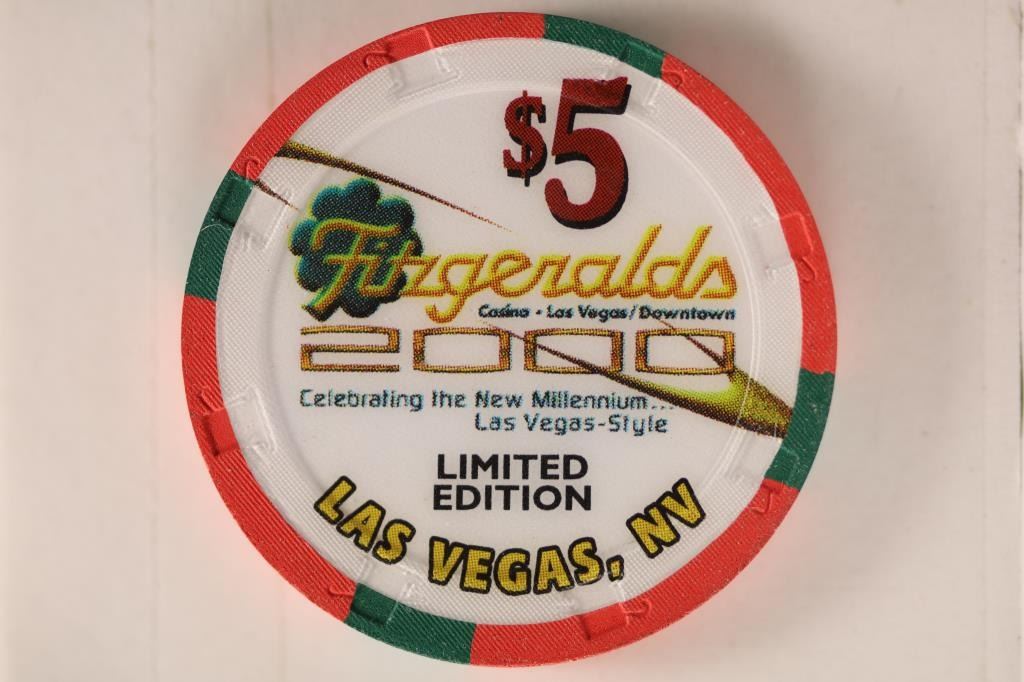 $5
Fitzgeralds
Casino - Las Vegas/Downtown
2000
Celebrating the New Millennium...
Las Vegas-Style
LIMITED
EDITION
LAS VEGAS, NV